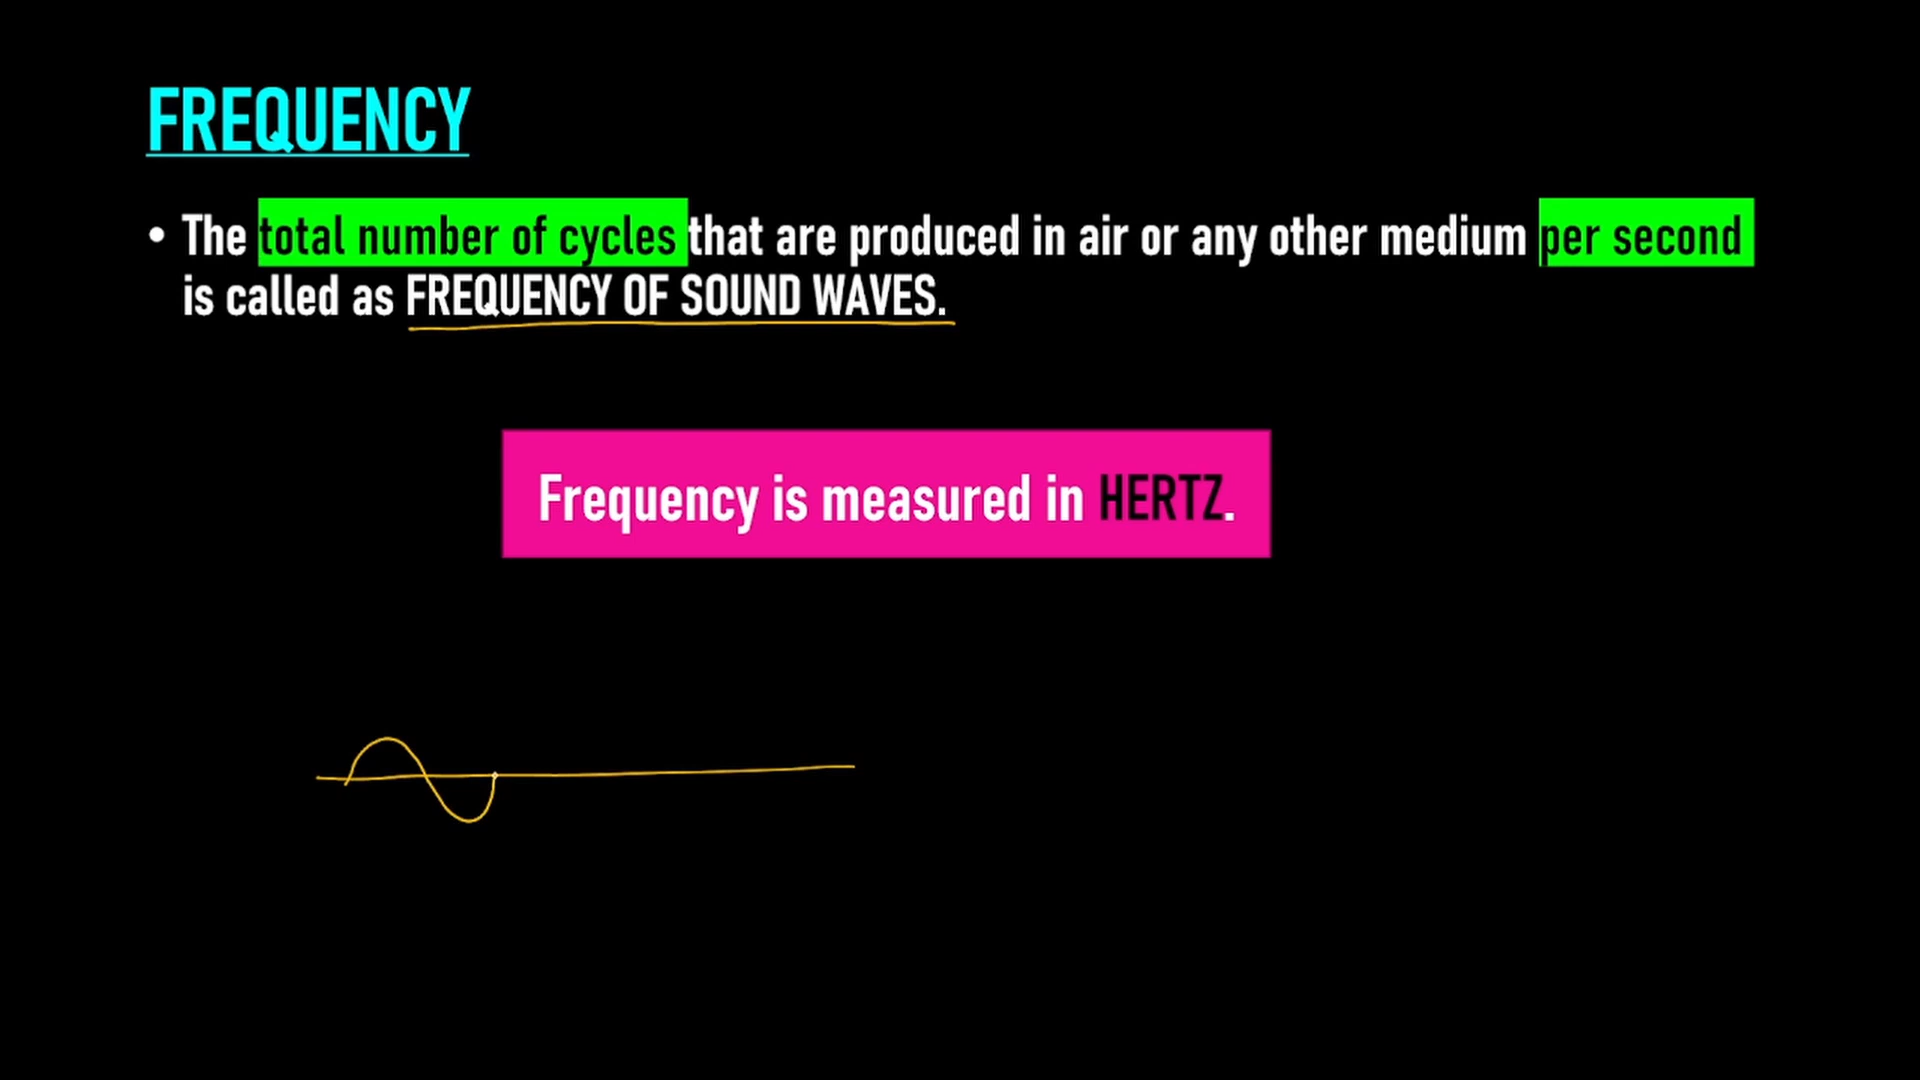 FREQUENCY
• The total number of cycles that are produced in air or any other medium per second
is called as FREQUENCY OF SOUND WAVES.
Frequency is measured in HERTZ.